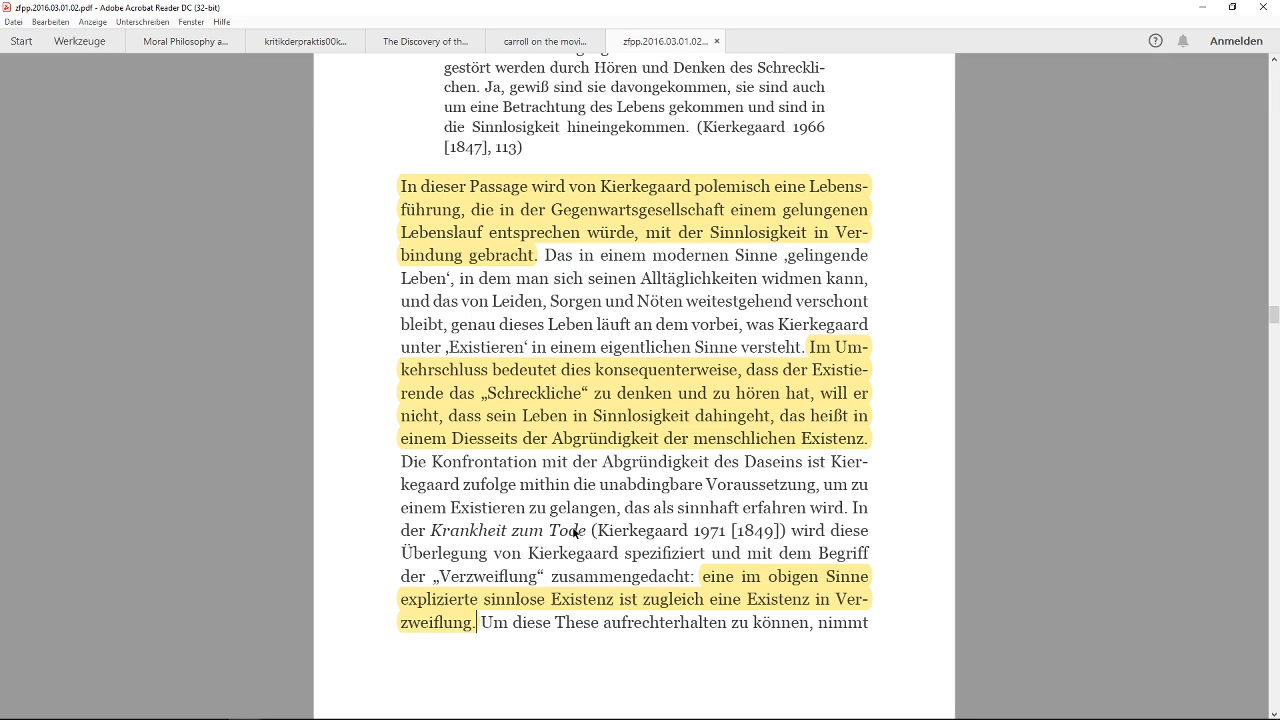 zfpp.2016.03.01.02.pdf - Adobe Acrobat Reader DC (32-bit)
Datei Bearbeiten Anzeige Unterschreiben Fenster Hilfe
Start Werkzeuge Moral Philosophy a... kritikderpraktis00k... The Discovery of th... carroll on the movi... zfpp.2016.03.01.02... × Anmelden
gestört werden durch Hören und Denken des Schreckli-
chen. Ja, gewiß sind sie davongekommen, sie sind auch
um eine Betrachtung des Lebens gekommen und sind in
die Sinnlosigkeit hineingekommen. (Kierkegaard 1966
[1847], 113)
In dieser Passage wird von Kierkegaard polemisch eine Lebens-
führung, die in der Gegenwartsgesellschaft einem gelungenen
Lebenslauf entsprechen würde, mit der Sinnlosigkeit in Ver-
bindung gebracht. Das in einem modernen Sinne ‚gelingende
Leben‘, in dem man sich seinen Alltäglichkeiten widmen kann,
und das von Leiden, Sorgen und Nöten weitestgehend verschont
bleibt, genau dieses Leben läuft an dem vorbei, was Kierkegaard
unter ‚Existieren‘ in einem eigentlichen Sinne versteht. Im Um-
kehrschluss bedeutet dies konsequenterweise, dass der Existie-
rende das „Schreckliche“ zu denken und zu hören hat, will er
nicht, dass sein Leben in Sinnlosigkeit dahingeht, das heißt in
einem Diesseits der Abgründigkeit der menschlichen Existenz.
Die Konfrontation mit der Abgründigkeit des Daseins ist Kier-
kegaard zufolge mithin die unabdingbare Voraussetzung, um zu
einem Existieren zu gelangen, das als sinnhaft erfahren wird. In
der Krankheit zum Tode (Kierkegaard 1971 [1849]) wird diese
Überlegung von Kierkegaard spezifiziert und mit dem Begriff
der „Verzweiflung“ zusammengedacht: eine im obigen Sinne
explizierte sinnlose Existenz ist zugleich eine Existenz in Ver-
zweiflung. Um diese These aufrechterhalten zu können, nimmt